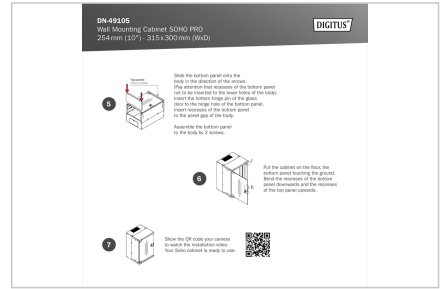 DN-49105
Wall Mounting Cabinet SOHO PRO
254 mm (10") - 315 x 300 mm (WxD)
DIGITUS®
5
Slide the bottom panel onto the
body in the direction of the arrows.
(Pay attention that recesses of the bottom panel
not to be inserted to the lower holes of the body).
Insert the bottom hinge pin of the glass
door to the hinge hole of the bottom panel.
Insert recesses of the bottom panel
to the panel gap of the body.
Assemble the bottom panel
to the body by 2 screws.
6
Put the cabinet on the floor, the
bottom panel touching the ground.
Bend the recesses of the bottom
panel downwards and the recesses
of the top panel upwards.
7
Show the QR code your camera
to watch the installation video.
Your Soho cabinet is ready to use.